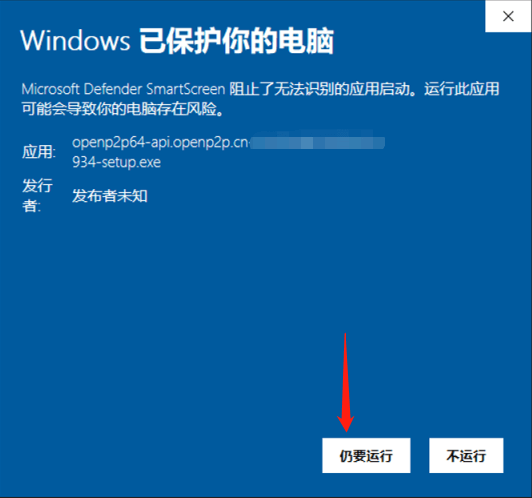 Windows 已保护你的电脑
Microsoft Defender SmartScreen 阻止了无法识别的应用启动。运行此应用
可能会导致你的电脑存在风险。
应用:
openp2p64-api.openp2p.cn-
934-setup.exe
发行
者:
发布者未知
仍要运行
不运行